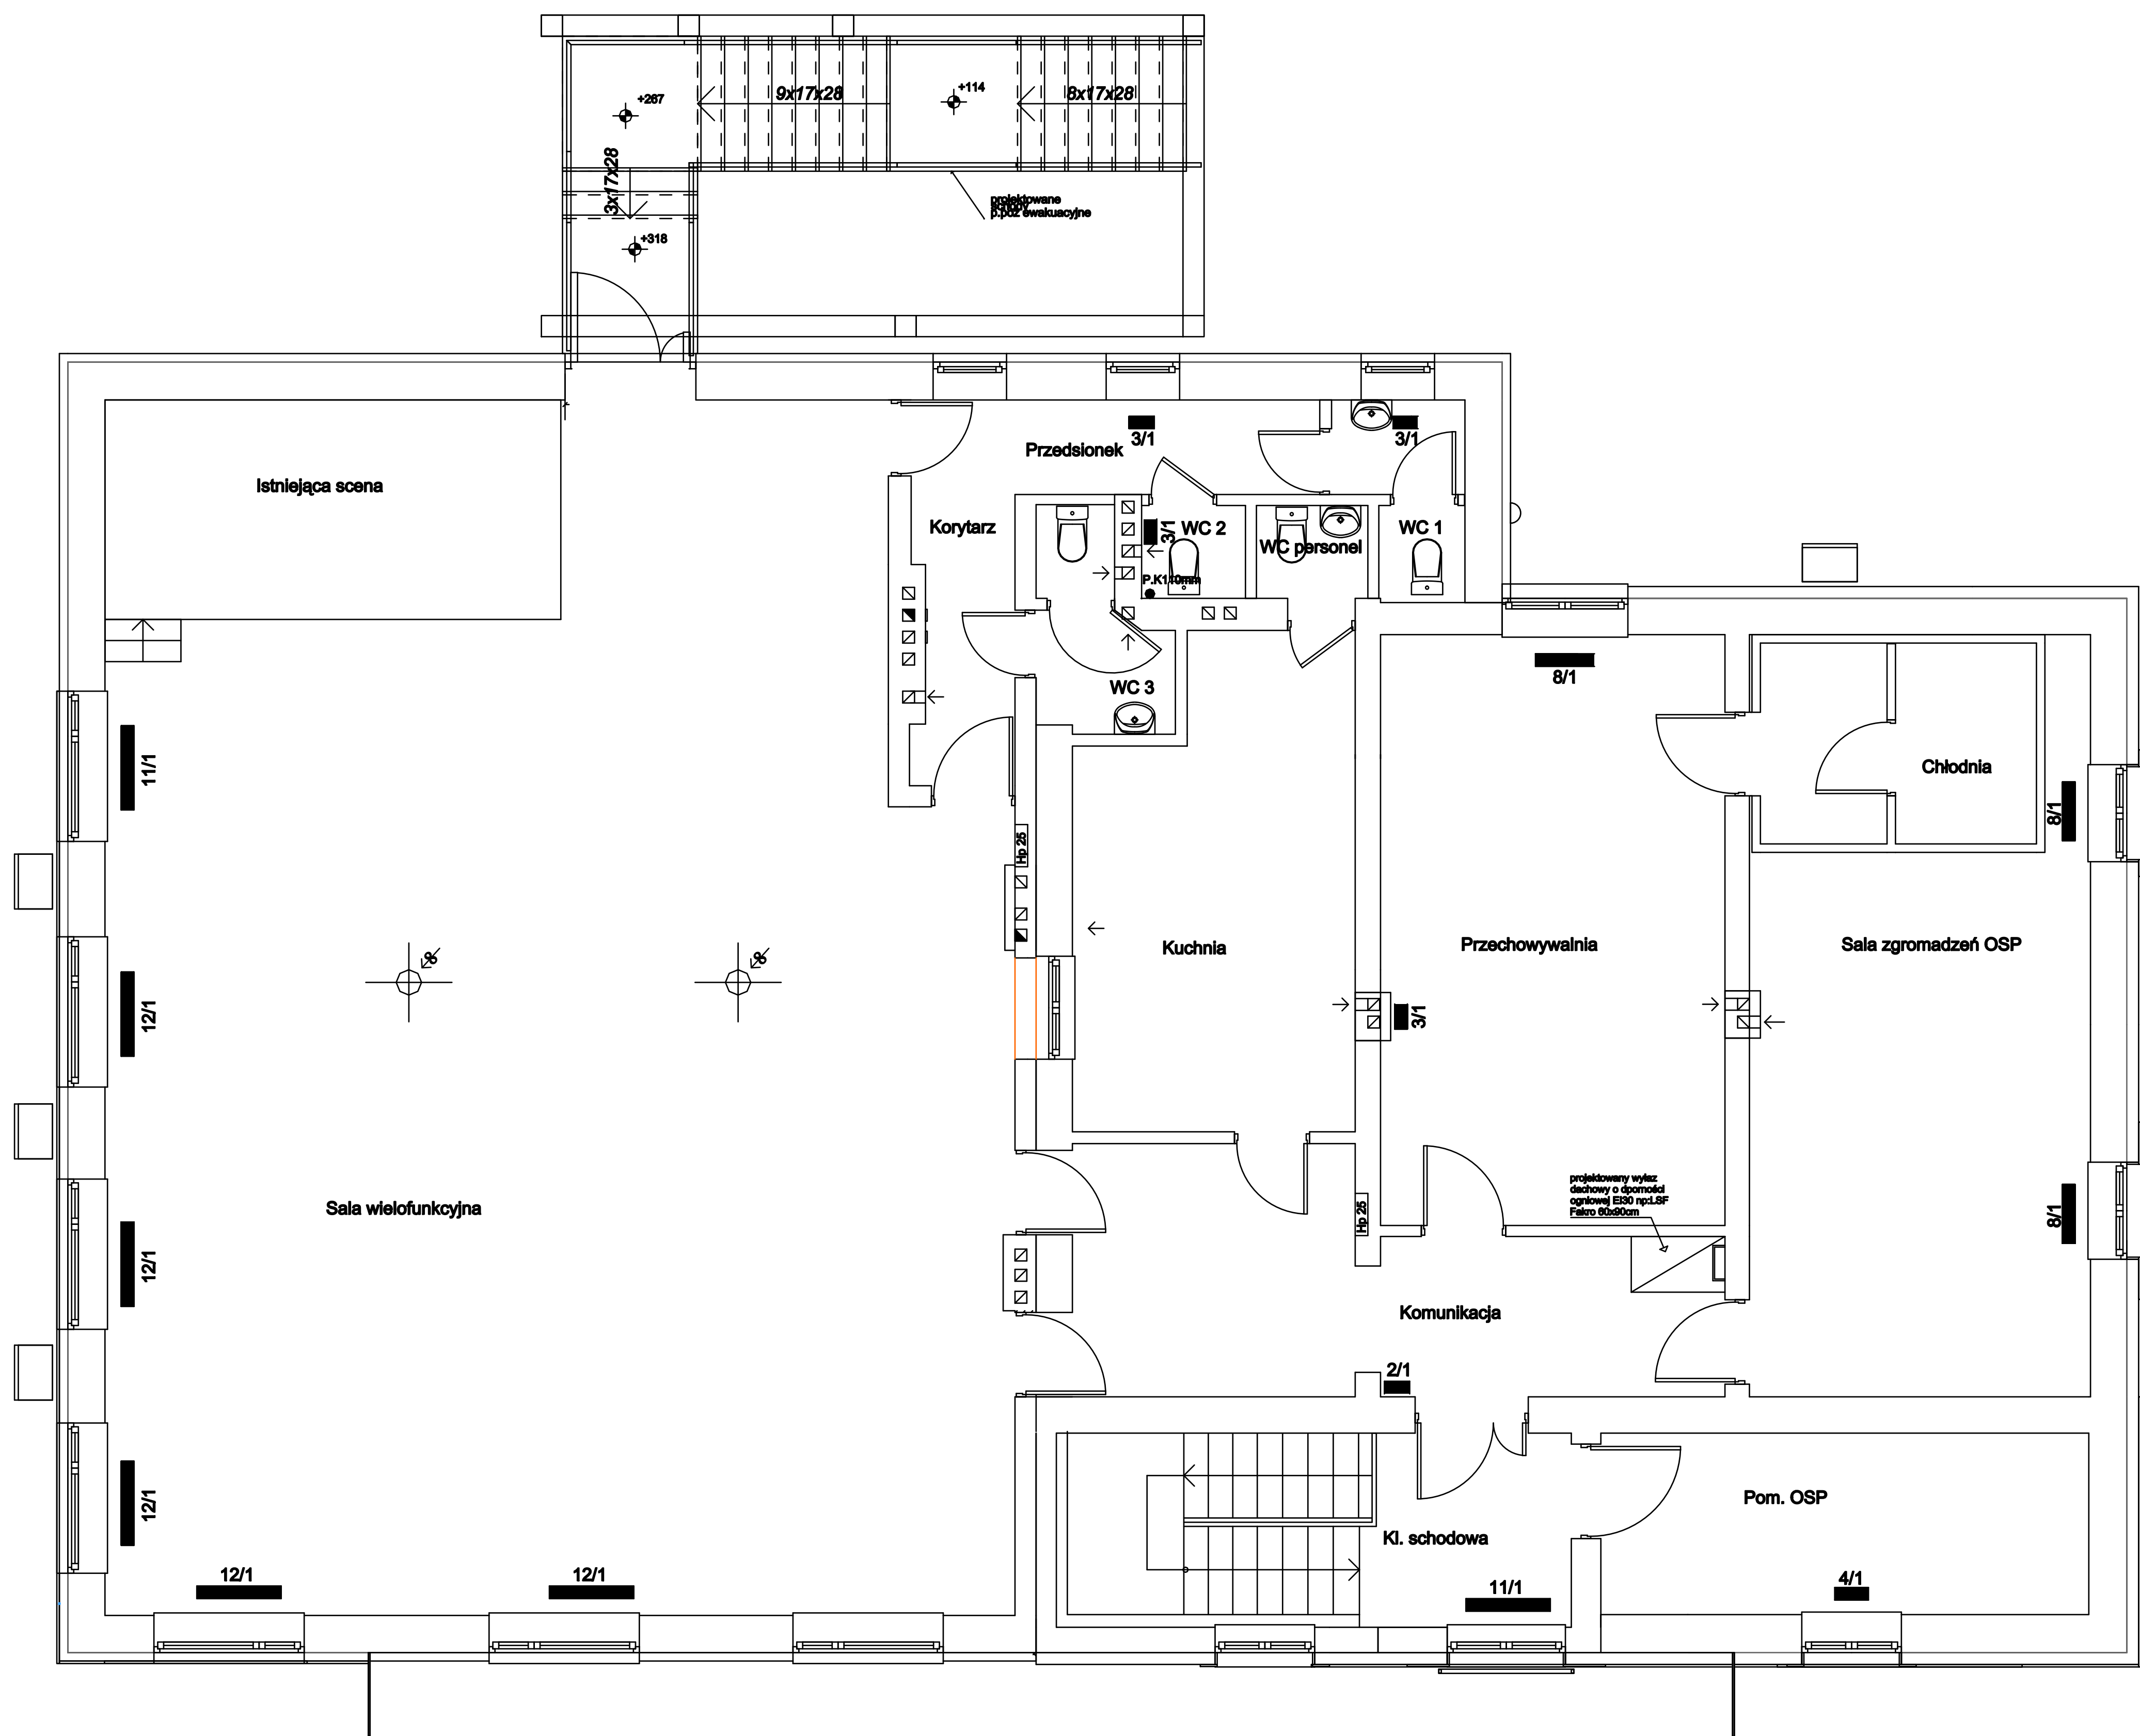 9x17x28
8x17x28
+267
+114
3x17x28
projektowane
schody
p.poż ewakuacyjne
+318
3/1
3/1
Przedsionek
Istniejąca scena
Korytarz
3/1
WC 2
WC personel
WC 1
P.K110mm
WC 3
8/1
11/1
Chłodnia
8/1
Hp 25
Kuchnia
Przechowywalnia
Sala zgromadzeń OSP
12/1
3/1
projektowany wyłaz
dachowy o dporności
ogniowej EI30 np:LSF
Fakro 60x90cm
Sala wielofunkcyjna
Hp 25
8/1
12/1
Komunikacja
2/1
12/1
Pom. OSP
Kl. schodowa
12/1
12/1
11/1
4/1